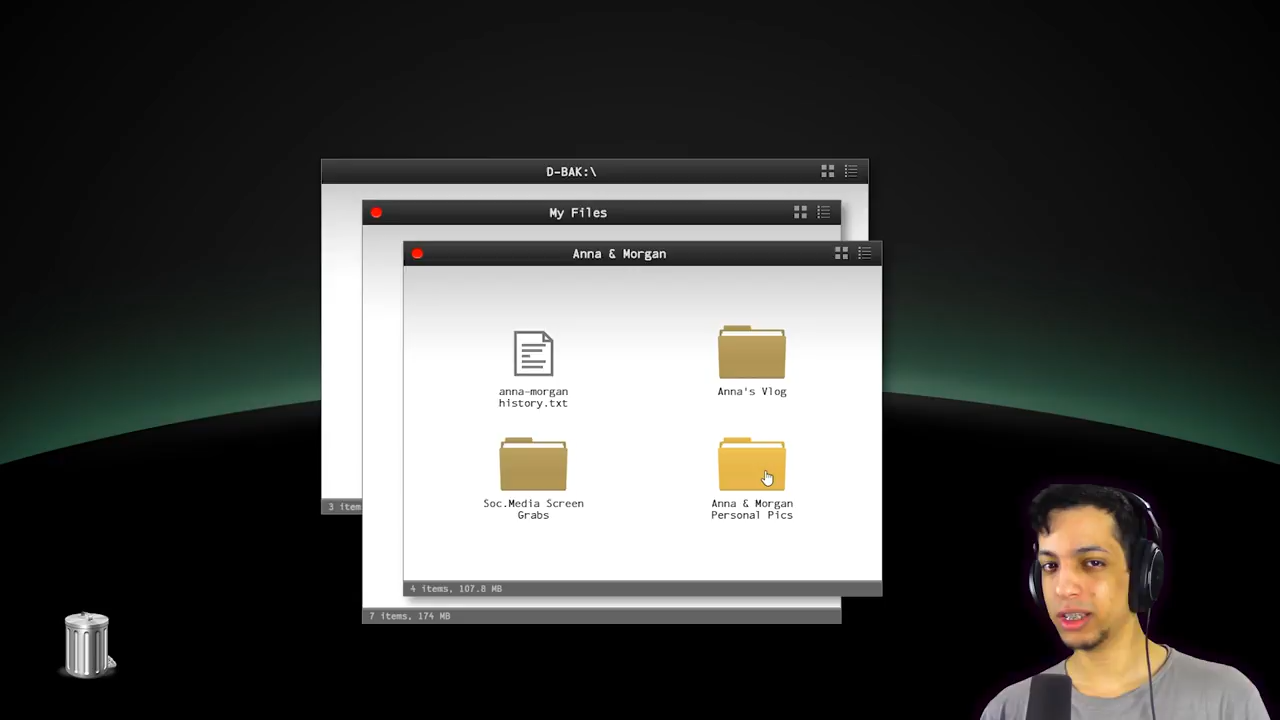 D-BAK:\
My Files
Anna & Morgan
anna-morgan
history.txt
Anna's Vlog
Soc.Media Screen
Grabs
Anna & Morgan
Personal Pics
3 item
4 items, 107.8 MB
7 items, 174 MB